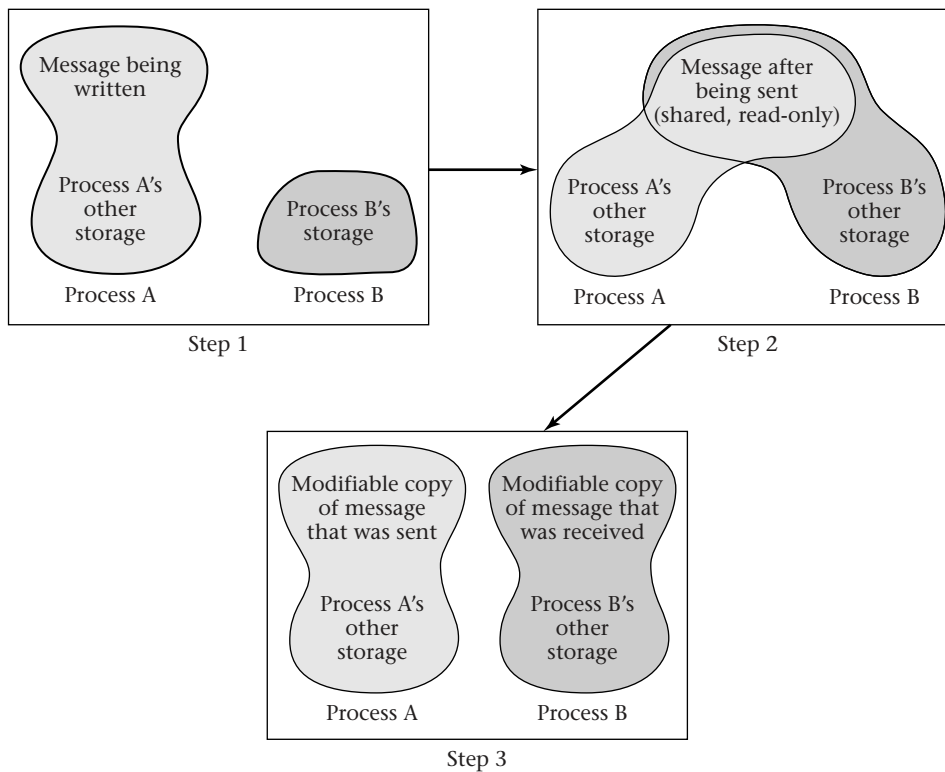 Message being
written
Process A's
other
storage
Process B's
storage
Process A
Process B
Step 1
Message after
being sent
(shared, read-only)
Process A's
other
storage
Process B's
other
storage
Process A
Process B
Step 2
Modifiable copy
of message
that was sent
Process A's
other
storage
Modifiable copy
of message that
was received
Process B's
other
storage
Process A
Process B
Step 3